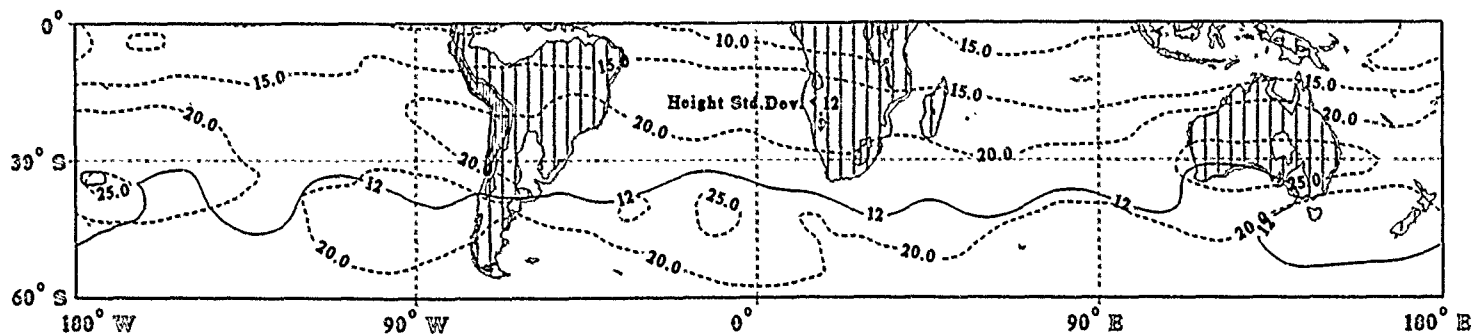 0° 10.0 15.0
15.0 15.0 15.0 15.0
Height Std.Dev. < 12
20.0 20.0 20.0 20.0 20.0
30° S
25.0 12 12 25.0 12 12 25.0
20.0 20.0 20.0 20.0 12
60° S
180° W 90° W 0° 90° E 180° E